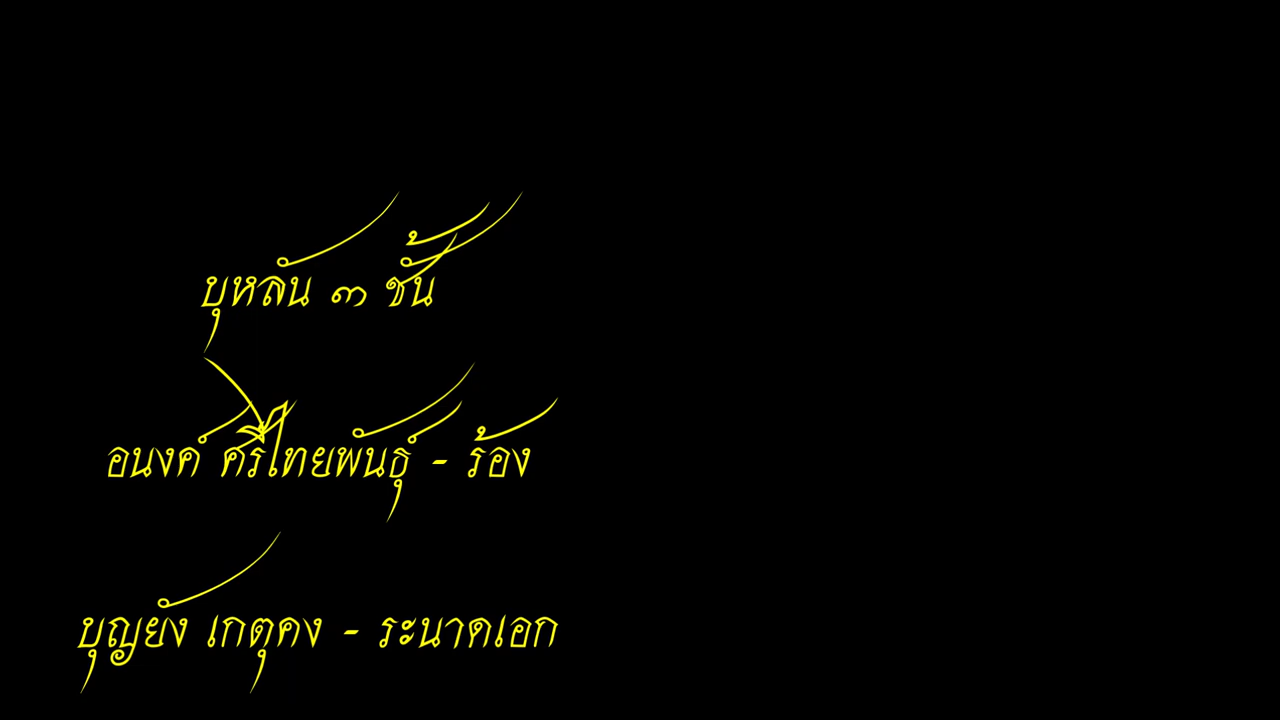 บุหลัน ๓ ชั้น
อนงค์ ศรีไทยพันธุ์ - ร้อง
บุญยัง เกตุคง - ระนาดเอก